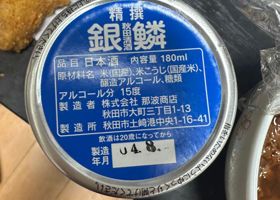 精撰
秋田清酒
銀鱗
品目 日本酒 内容量 180ml
原材料名 米(国産)、米こうじ(国産米)、
醸造アルコール、糖類
アルコール分 15度
製造者 株式会社 那波商店
秋田市大町三丁目1-13
製造所 秋田市土崎港中央1-16-41
飲酒は20歳になってから
製造年月
04.8.